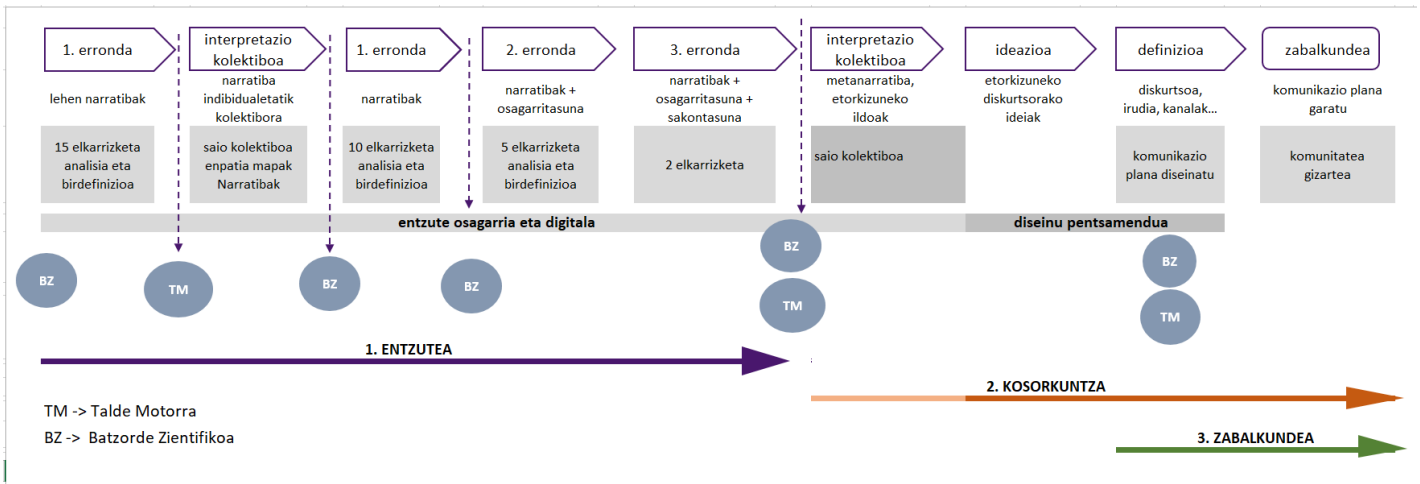 1. erronda
interpretazio
kolektiboa
1. erronda
2. erronda
3. erronda
interpretazio
kolektiboa
ideazioa
definizioa
zabalkundea
lehen narratibak
narratiba
indibidualetatik
kolektibora
narratibak
narratibak +
osagarritasuna
narratibak +
osagarritasuna +
sakontasuna
metanarratiba,
etorkizuneko
ildoak
etorkizuneko
diskurtsorako
ideiak
diskurtsoa,
irudia, kanalak...
komunikazio plana
garatu
15 elkarrizketa
analisia eta
birdefinizioa
saio kolektiboa
enpatia mapak
Narratibak
10 elkarrizketa
analisia eta
birdefinizioa
5 elkarrizketa
analisia eta
birdefinizioa
2 elkarrizketa
saio kolektiboa
komunikazio
plana diseinatu
komunitatea
gizartea
entzute osagarria eta digitala
diseinu pentsamendua
BZ
TM
BZ
BZ
BZ
TM
BZ
TM
1. ENTZUTEA
2. KOSORKUNTZA
3. ZABALKUNDEA
TM -> Talde Motorra
BZ -> Batzorde Zientifikoa